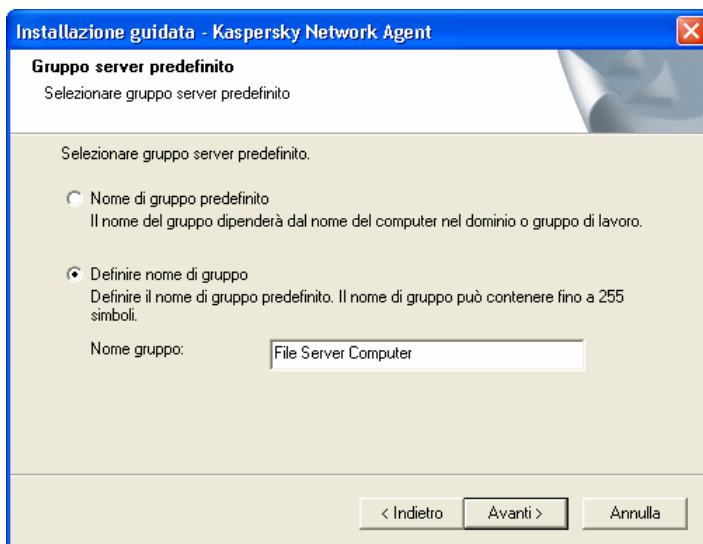 Installazione guidata - Kaspersky Network Agent
Gruppo server predefinito
Selezionare gruppo server predefinito
Selezionare gruppo server predefinito.
Nome di gruppo predefinito
Il nome del gruppo dipenderà dal nome del computer nel dominio o gruppo di lavoro.
Definire nome di gruppo
Definire il nome di gruppo predefinito. Il nome di gruppo può contenere fino a 255
simboli.
Nome gruppo: File Server Computer
< Indietro Avanti > Annulla